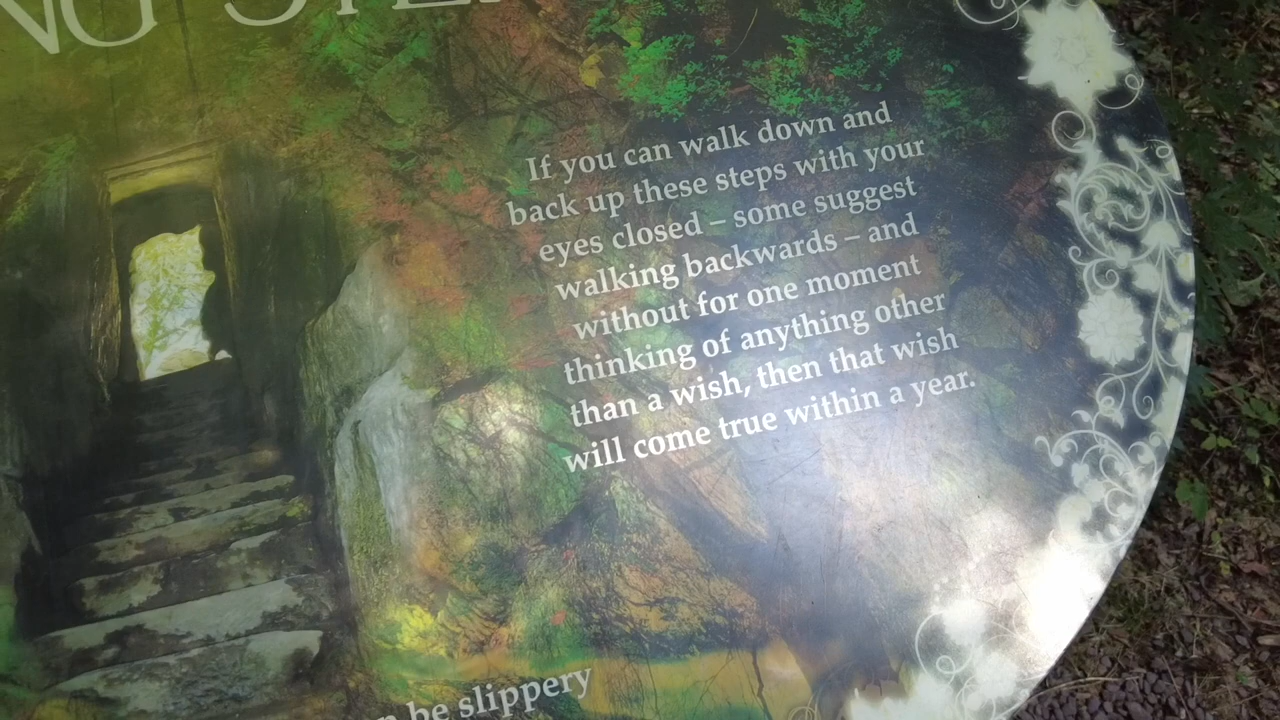 If you can walk down and
back up these steps with your
eyes closed – some suggest
walking backwards – and
without for one moment
thinking of anything other
than a wish, then that wish
will come true within a year.
be slippery